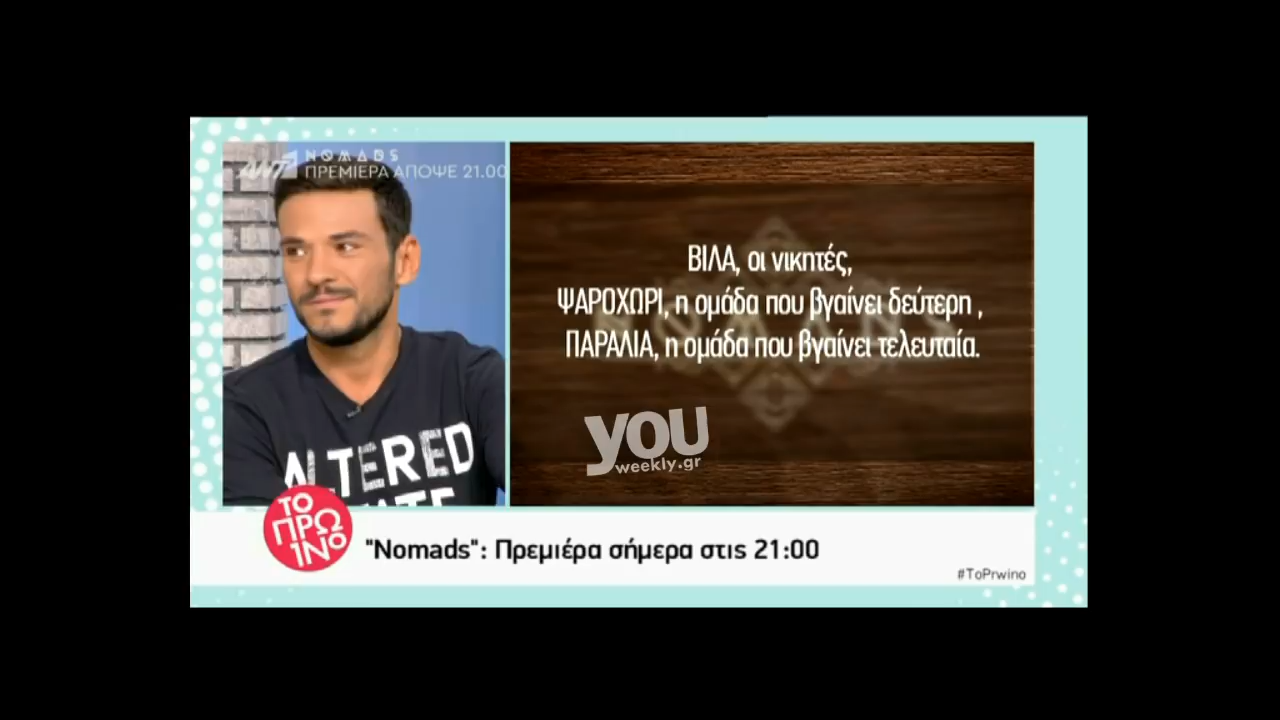 ΑΝΤ1
NOMADS
ΠΡΕΜΙΕΡΑ ΑΠΟΨΕ 21.00
ΒΙΛΑ, οι νικητές,
ΨΑΡΟΧΩΡΙ, η ομάδα που βγαίνει δεύτερη ,
ΠΑΡΑΛΙΑ, η ομάδα που βγαίνει τελευταία.
you
weekly.gr
ALTERED
ΤΟ
ΠΡΩ
ΙΝΟ
"Nomads": Πρεμιέρα σήμερα στις 21:00
#ToPrwino